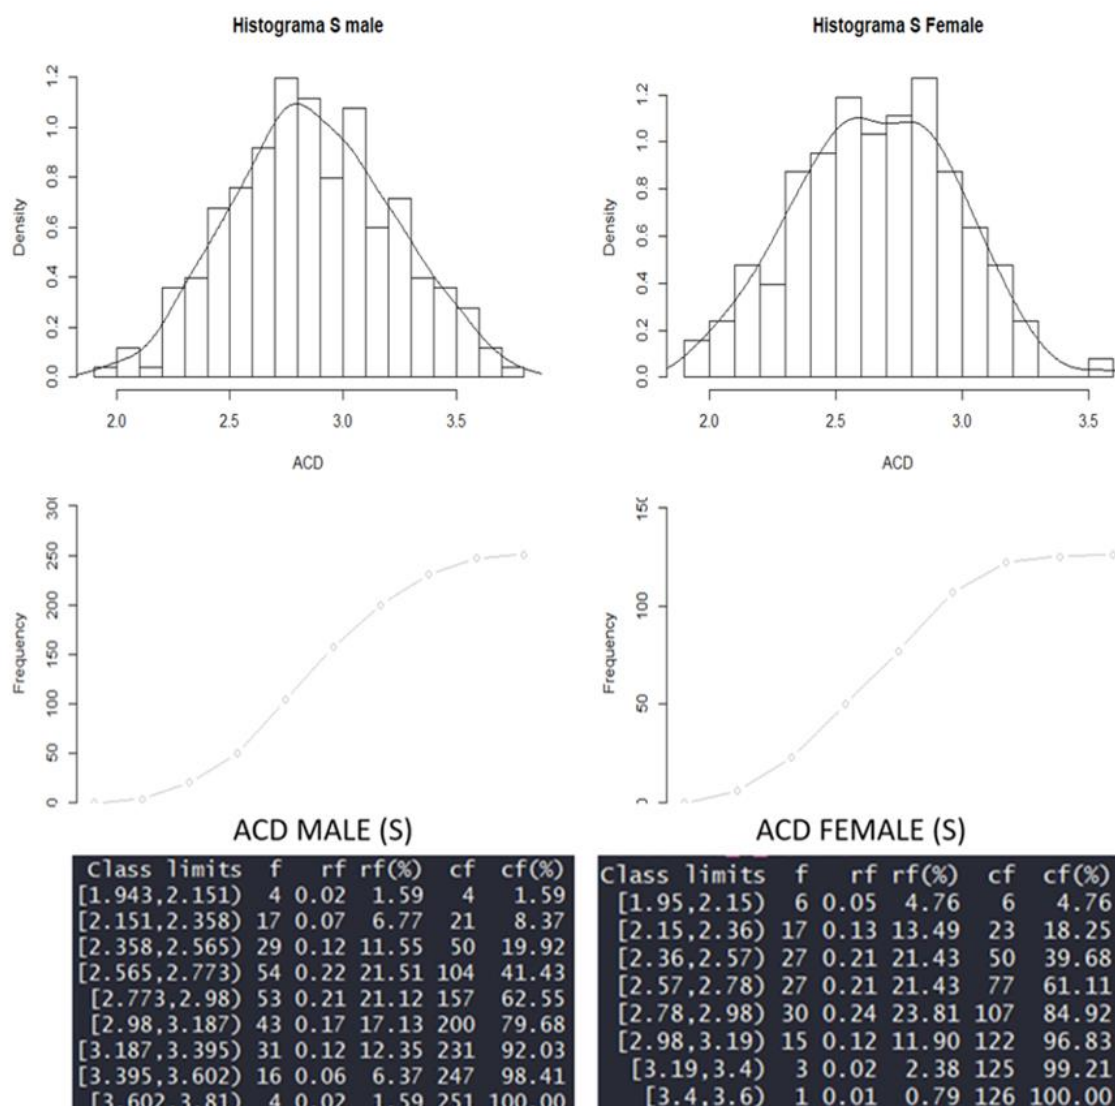 Histograma S male
Density
0.0 0.2 0.4 0.6 0.8 1.0 1.2
2.0 2.5 3.0 3.5
ACD
Histograma S Female
Density
0.0 0.2 0.4 0.6 0.8 1.0 1.2
2.0 2.5 3.0 3.5
ACD
Frequency
0 50 100 150 200 250 300
ACD MALE (S)
Frequency
0 50 100 150
ACD FEMALE (S)
Class limits f rf rf(%) cf cf(%)
[1.943,2.151) 4 0.02 1.59 4 1.59
[2.151,2.358) 17 0.07 6.77 21 8.37
[2.358,2.565) 29 0.12 11.55 50 19.92
[2.565,2.773) 54 0.22 21.51 104 41.43
[2.773,2.98) 53 0.21 21.12 157 62.55
[2.98,3.187) 43 0.17 17.13 200 79.68
[3.187,3.395) 31 0.12 12.35 231 92.03
[3.395,3.602) 16 0.06 6.37 247 98.41
[3.602,3.81) 4 0.02 1.59 251 100.00
Class limits f rf rf(%) cf cf(%)
[1.95,2.15) 6 0.05 4.76 6 4.76
[2.15,2.36) 17 0.13 13.49 23 18.25
[2.36,2.57) 27 0.21 21.43 50 39.68
[2.57,2.78) 27 0.21 21.43 77 61.11
[2.78,2.98) 30 0.24 23.81 107 84.92
[2.98,3.19) 15 0.12 11.90 122 96.83
[3.19,3.4) 3 0.02 2.38 125 99.21
[3.4,3.6) 1 0.01 0.79 126 100.00